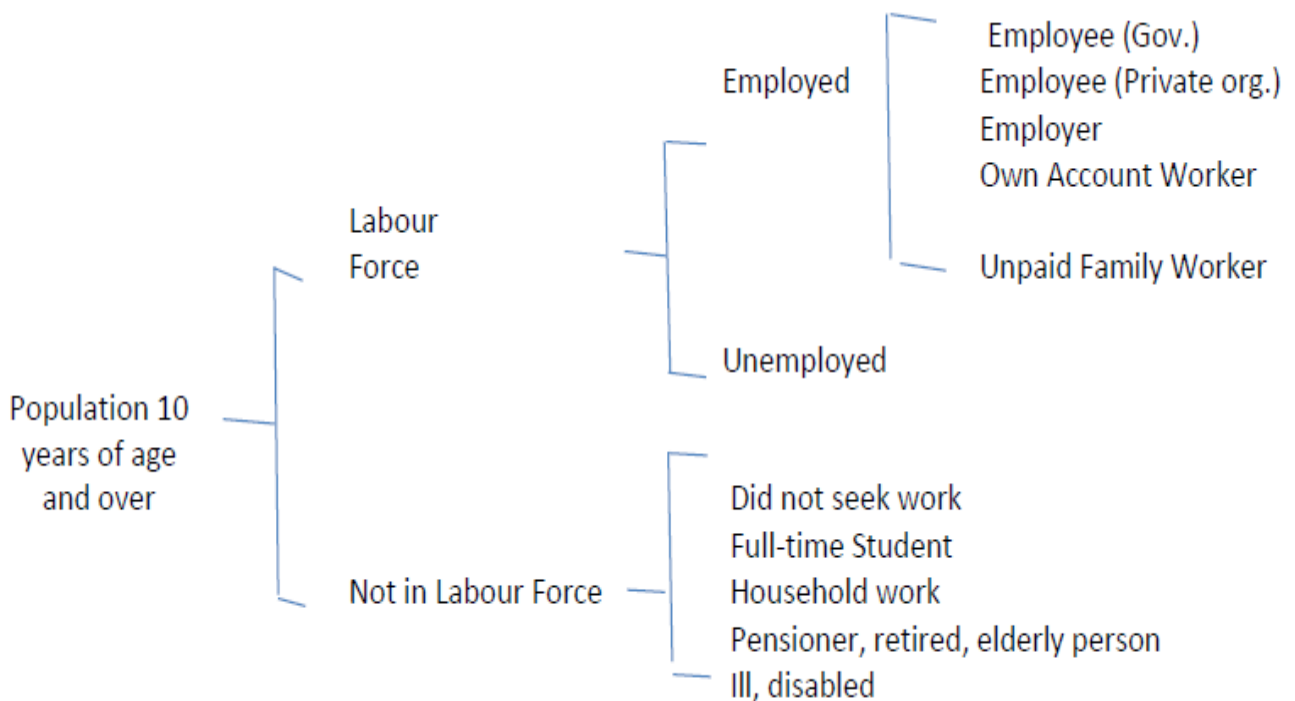 Employee (Gov.)
Employed
Employee (Private org.)
Employer
Own Account Worker
Labour
Force
Unpaid Family Worker
Unemployed
Population 10
years of age
and over
Did not seek work
Full-time Student
Not in Labour Force
Household work
Pensioner, retired, elderly person
Ill, disabled